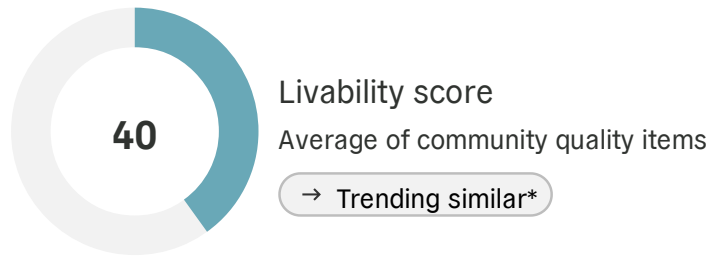 40
Livability score
Average of community quality items
→ Trending similar*